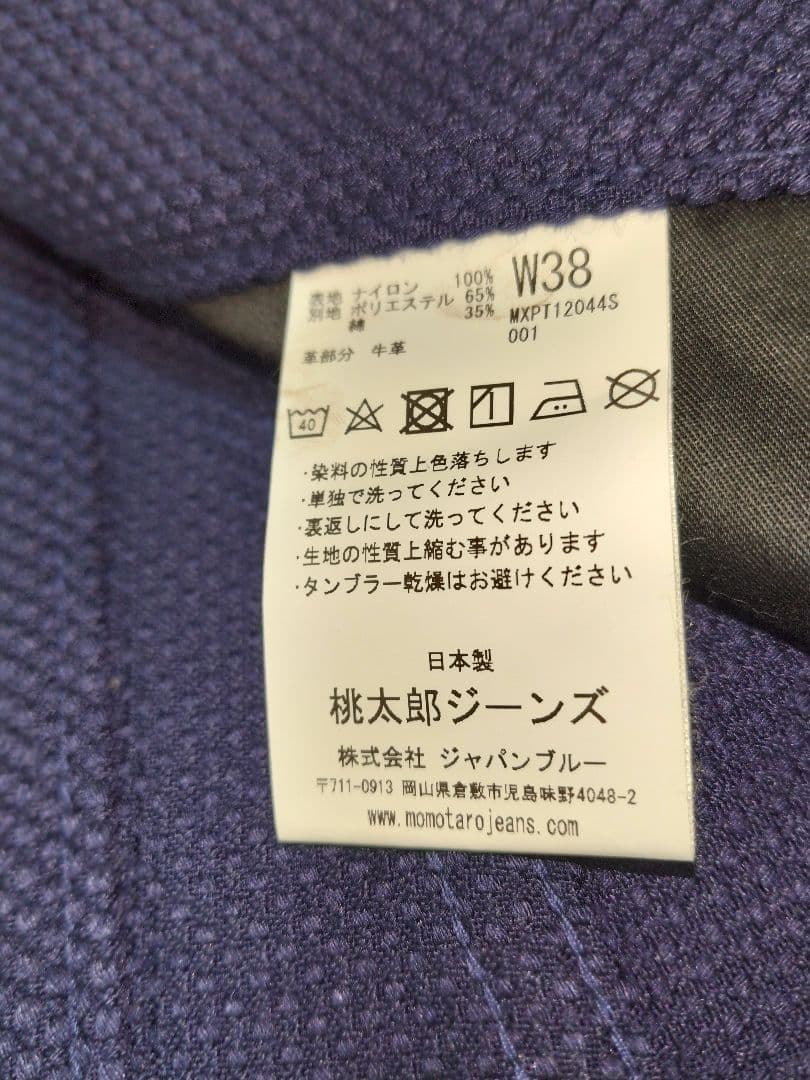 表地 ナイロン 100%
別地 ポリエステル 65%
綿 35%
W38
MXPT12044S
001
革部分 牛革
40
・染料の性質上色落ちします
・単独で洗ってください
・裏返しにして洗ってください
・生地の性質上縮む事があります
・タンブラー乾燥はお避けください
日本製
桃太郎ジーンズ
株式会社 ジャパンブルー
〒711-0913 岡山県倉敷市児島味野4048-2
www.momotarojeans.com